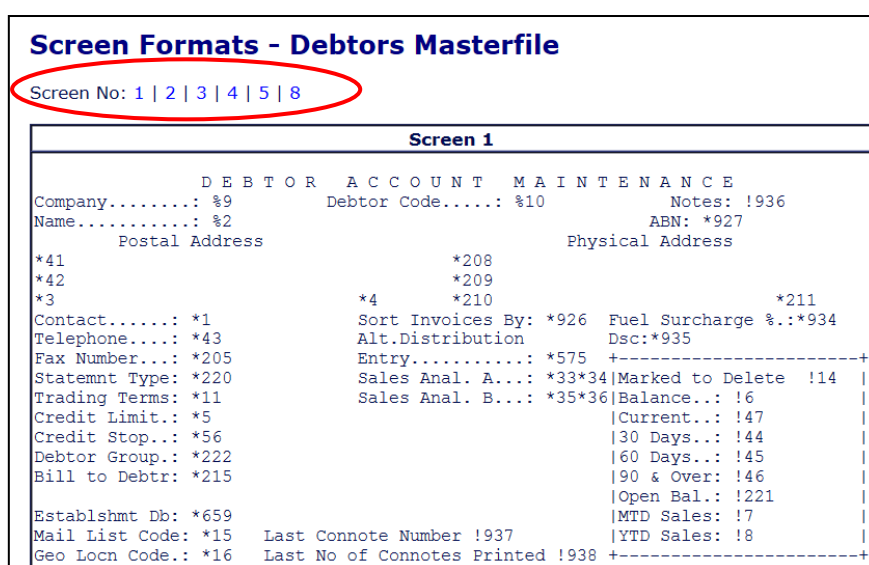 Screen Formats - Debtors Masterfile
Screen No: 1 | 2 | 3 | 4 | 5 | 8
Screen 1
D E B T O R   A C C O U N T   M A I N T E N A N C E
Company........: %9 Debtor Code.....: %10 Notes: !936
Name...........: %2 ABN: *927
Postal Address Physical Address
*41 *208
*42 *209
*3 *4 *210 *211
Contact......: *1 Sort Invoices By: *926 Fuel Surcharge %.:*934
Telephone....: *43 Alt.Distribution Dsc:*935
Fax Number...: *205 Entry...........: *575 +-----------------------+
Statemnt Type: *220 Sales Anal. A...: *33*34|Marked to Delete !14 |
Trading Terms: *11 Sales Anal. B...: *35*36|Balance..: !6 |
Credit Limit.: *5 |Current..: !47 |
Credit Stop..: *56 |30 Days..: !44 |
Debtor Group.: *222 |60 Days..: !45 |
Bill to Debtr: *215 |90 & Over: !46 |
|Open Bal.: !221 |
Establshmt Db: *659 |MTD Sales: !7 |
Mail List Code: *15 Last Connote Number !937 |YTD Sales: !8 |
Geo Locn Code.: *16 Last No of Connotes Printed !938 +-----------------------+